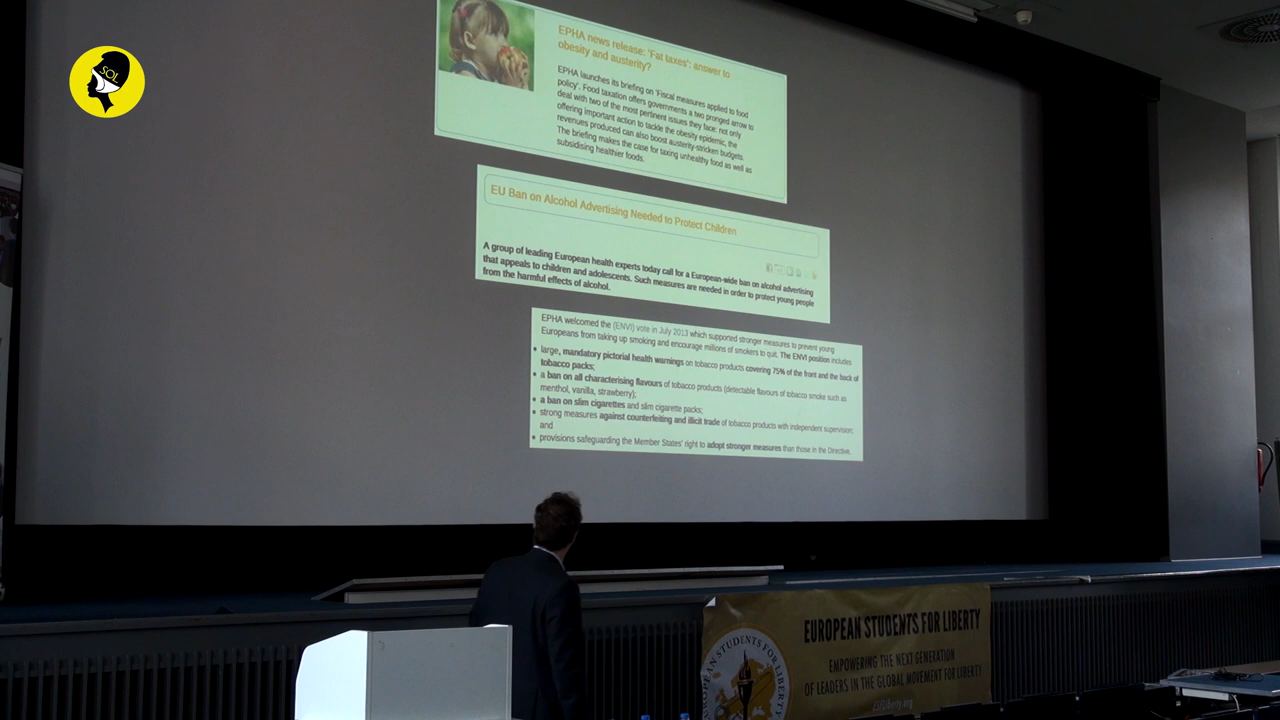 SOL
EPHA news release: 'Fat taxes': answer to
obesity and austerity?
EPHA launches its briefing on 'Fiscal measures applied to food
policy'. Food taxation offers governments a two pronged arrow to
deal with two of the most pertinent issues they face: not only
offering important action to tackle the obesity epidemic, the
revenues produced can also boost austerity-stricken budgets.
The briefing makes the case for taxing unhealthy food as well as
subsidising healthier foods.
EU Ban on Alcohol Advertising Needed to Protect Children
A group of leading European health experts today call for a European-wide ban on alcohol advertising
that appeals to children and adolescents. Such measures are needed in order to protect young people
from the harmful effects of alcohol.
EPHA welcomed the (ENVI) vote in July 2013 which supported stronger measures to prevent young
Europeans from taking up smoking and encourage millions of smokers to quit. The ENVI position includes
• large, mandatory pictorial health warnings on tobacco products covering 75% of the front and the back of
tobacco packs;
• a ban on all characterising flavours of tobacco products (detectable flavours of tobacco smoke such as
menthol, vanilla, strawberry);
• a ban on slim cigarettes and slim cigarette packs;
• strong measures against counterfeiting and illicit trade of tobacco products with independent supervision;
and
• provisions safeguarding the Member States' right to adopt stronger measures than those in the Directive.
EUROPEAN STUDENTS FOR LIBERTY
EMPOWERING THE NEXT GENERATION
OF LEADERS IN THE GLOBAL MOVEMENT FOR LIBERTY
EUROPEAN STUDENTS FOR LIBERTY